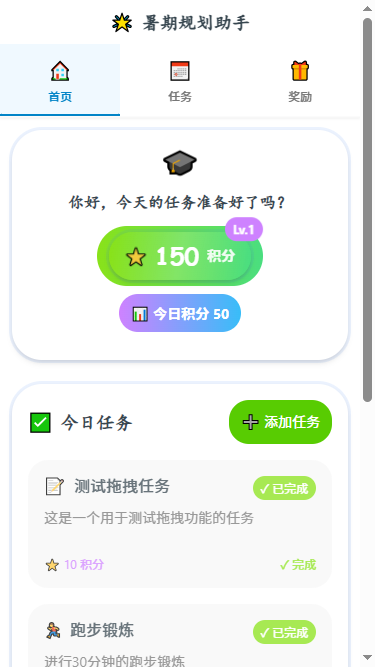 暑期规划助手
首页
任务
奖励
你好，今天的任务准备好了吗？
Lv.1
150 积分
今日积分 50
今日任务
添加任务
测试拖拽任务
✓ 已完成
这是一个用于测试拖拽功能的任务
10 积分
✓ 完成
跑步锻炼
✓ 已完成
进行30分钟的跑步锻炼